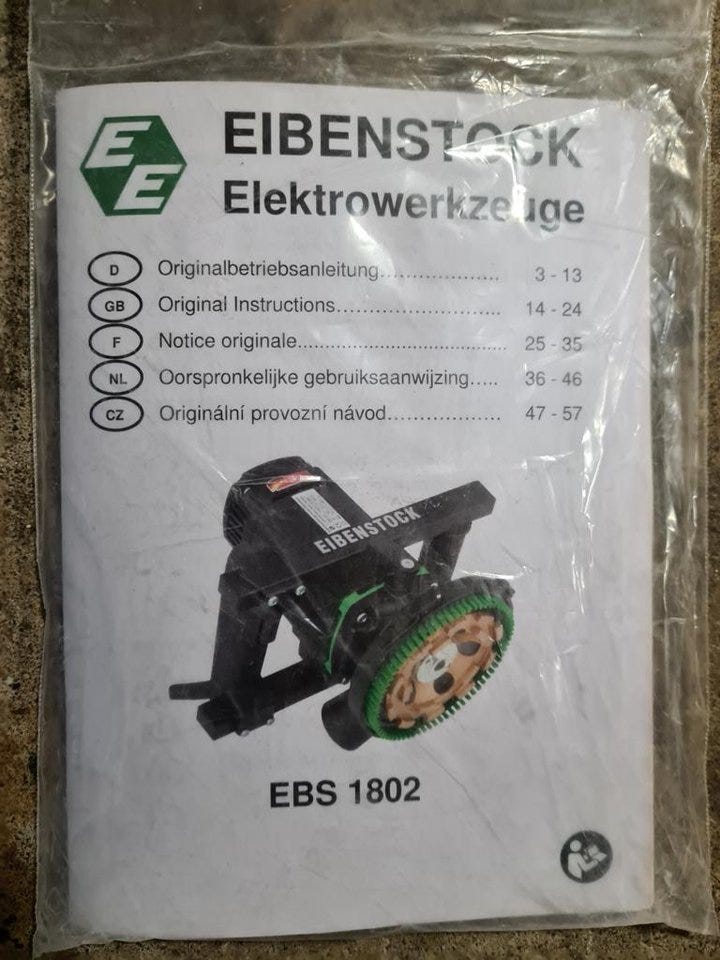 EE
EIBENSTOCK
Elektrowerkzeuge
D Originalbetriebsanleitung................... 3 - 13
GB Original Instructions.......................... 14 - 24
F Notice originale.................................... 25 - 35
NL Oorspronkelijke gebruiksaanwijzing..... 36 - 46
CZ Originální provozní návod.................. 47 - 57
EIBENSTOCK
EBS 1802